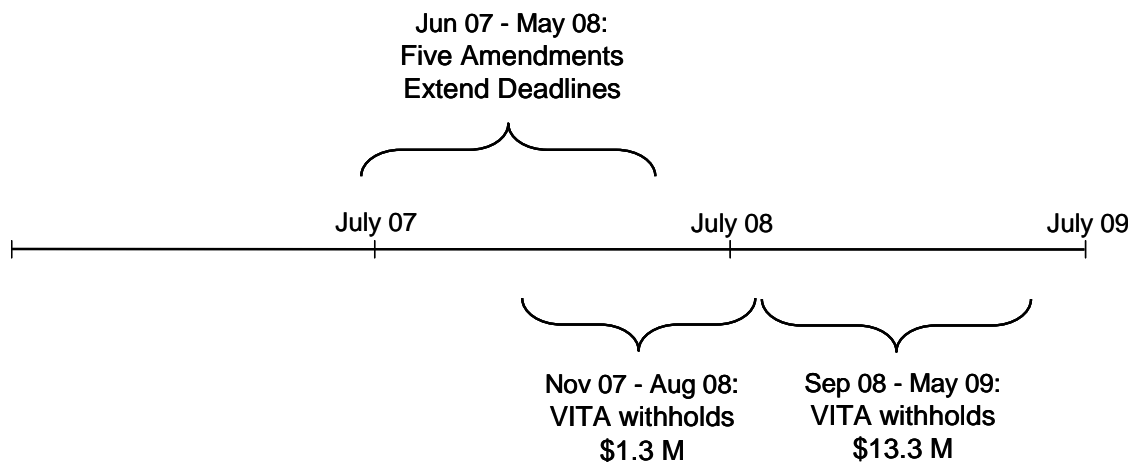 Jun 07 - May 08:
Five Amendments
Extend Deadlines
July 07
July 08
July 09
Nov 07 - Aug 08:
VITA withholds
$1.3 M
Sep 08 - May 09:
VITA withholds
$13.3 M